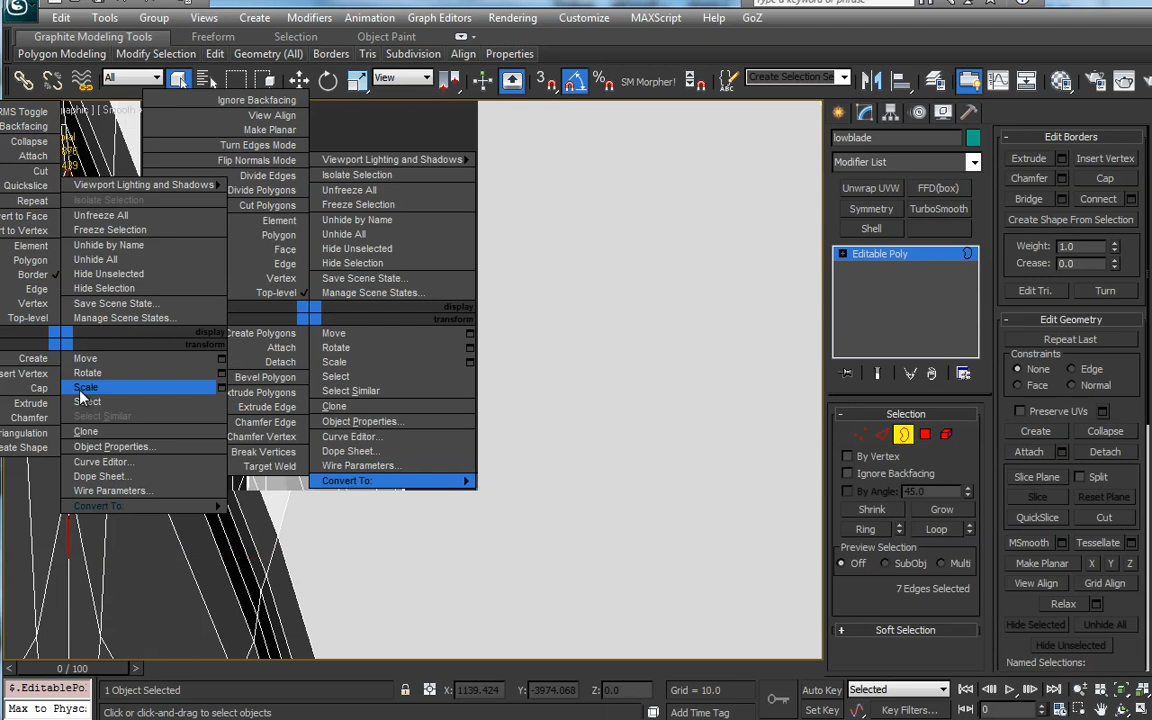 Edit Tools Group Views Create Modifiers Animation Graph Editors Rendering Customize MAXScript Help GoZ
Graphite Modeling Tools Freeform Selection Object Paint
Polygon Modeling Modify Selection Edit Geometry (All) Borders Tris Subdivision Align Properties
All View 3 SM Morpher! Create Selection Se
Ignore Backfacing
View Align
Make Planar
Turn Edges Mode
Flip Normals Mode
Divide Edges
Divide Polygons
Cut Polygons
Element
Polygon
Face
Edge
Vertex
Top-level
Create Polygons
Attach
Detach
Bevel Polygon
Extrude Edge
Chamfer Edge
Chamfer Vertex
Break Vertices
Target Weld
Viewport Lighting and Shadows
Isolate Selection
Unfreeze All
Freeze Selection
Unhide by Name
Unhide All
Hide Unselected
Hide Selection
Save Scene State...
Manage Scene States...
display
transform
Move
Rotate
Scale
Select
Select Similar
Clone
Object Properties...
Curve Editor...
Dope Sheet...
Wire Parameters...
Convert To:
MS Toggle
Backfacing
Collapse
Attach
Cut
Quickslice
Repeat
ert to Face
rt to Vertex
Element
Polygon
Border
Edge
Vertex
Top-level
Create
sert Vertex
Cap
Extrude
Chamfer
iangulation
eate Shape
Viewport Lighting and Shadows
Isolate Selection
Unfreeze All
Freeze Selection
Unhide by Name
Unhide All
Hide Unselected
Hide Selection
Save Scene State...
Manage Scene States...
display
transform
Move
Rotate
Scale
Select
Select Similar
Clone
Object Properties...
Curve Editor...
Dope Sheet...
Wire Parameters...
Convert To:
lowblade
Modifier List
Unwrap UVW FFD(box)
Symmetry TurboSmooth
Shell
Editable Poly
Selection
By Vertex
Ignore Backfacing
By Angle: 45.0
Shrink Grow
Ring Loop
Preview Selection
Off SubObj Multi
7 Edges Selected
Soft Selection
Edit Borders
Extrude Insert Vertex
Chamfer Cap
Bridge Connect
Create Shape From Selection
Weight: 1.0
Crease: 0.0
Edit Tri. Turn
Edit Geometry
Repeat Last
Constraints
None Edge
Face Normal
Preserve UVs
Create Collapse
Attach Detach
Slice Plane Split
Slice Reset Plane
QuickSlice Cut
MSmooth Tessellate
Make Planar X Y Z
View Align Grid Align
Relax
Hide Selected Unhide All
Hide Unselected
Named Selections:
0 / 100
$.EditablePo
Max to Physc
1 Object Selected X: 1139.424 Y: -3974.068 Z: 0.0 Grid = 10.0 Auto Key Selected
Click or click-and-drag to select objects Add Time Tag Set Key Key Filters... 0